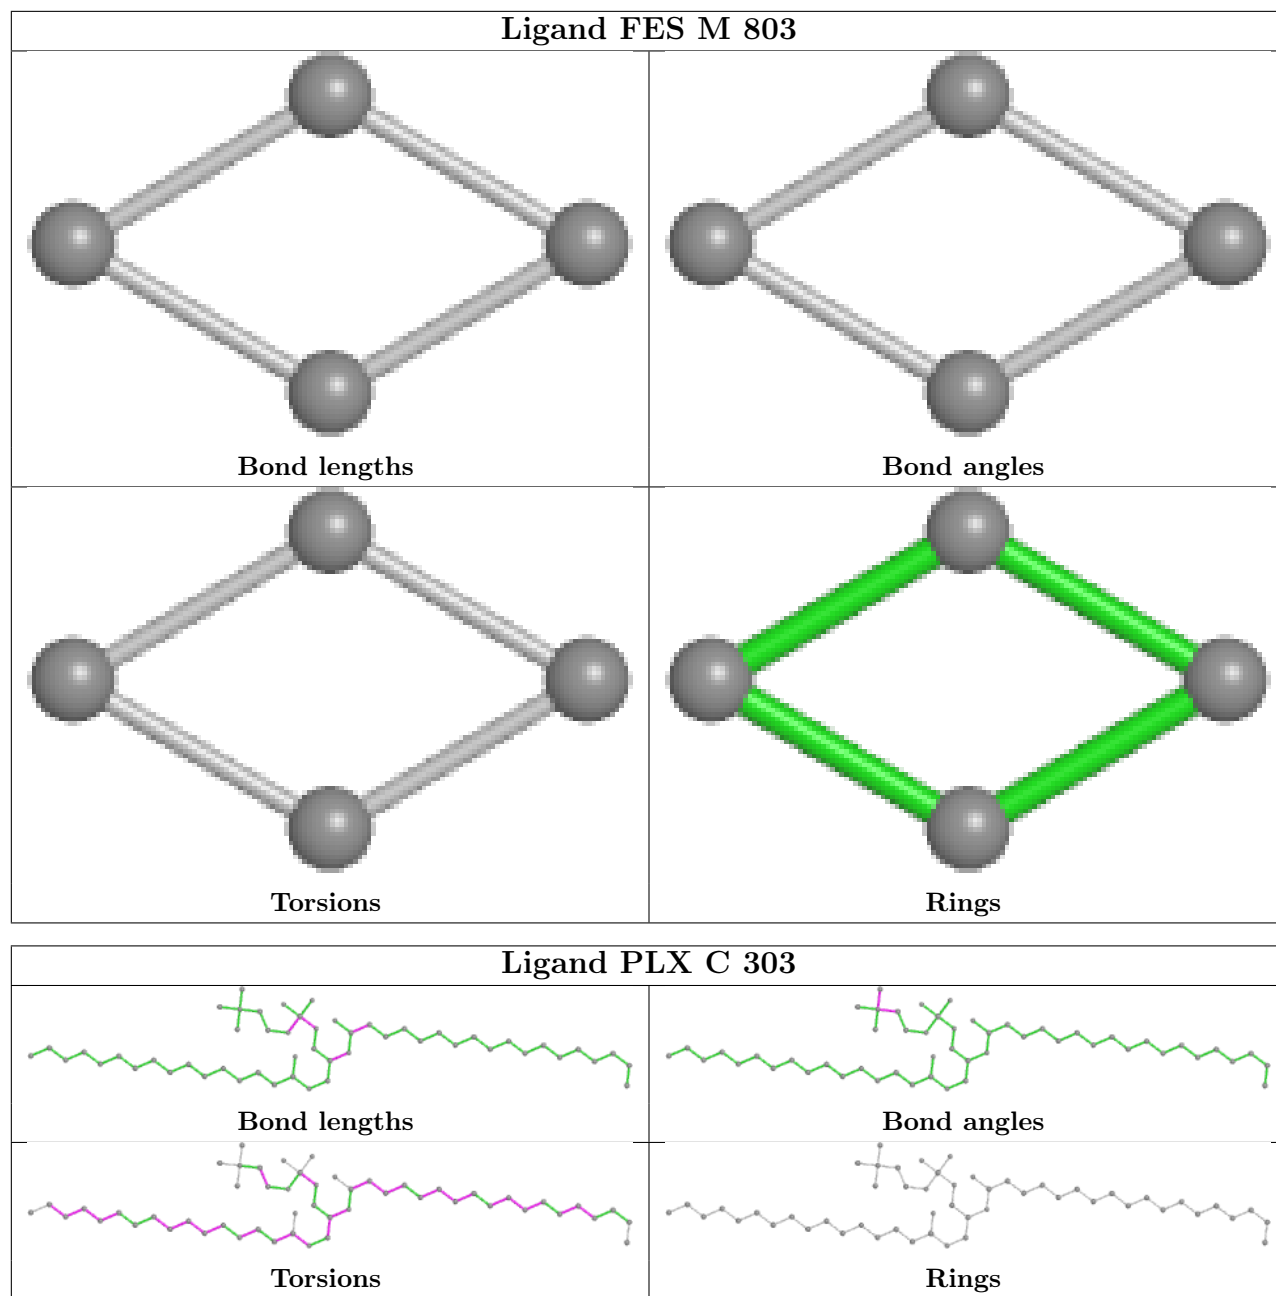 Ligand FES M 803
Bond lengths
Bond angles
Torsions
Rings
Ligand PLX C 303
Bond lengths
Bond angles
Torsions
Rings